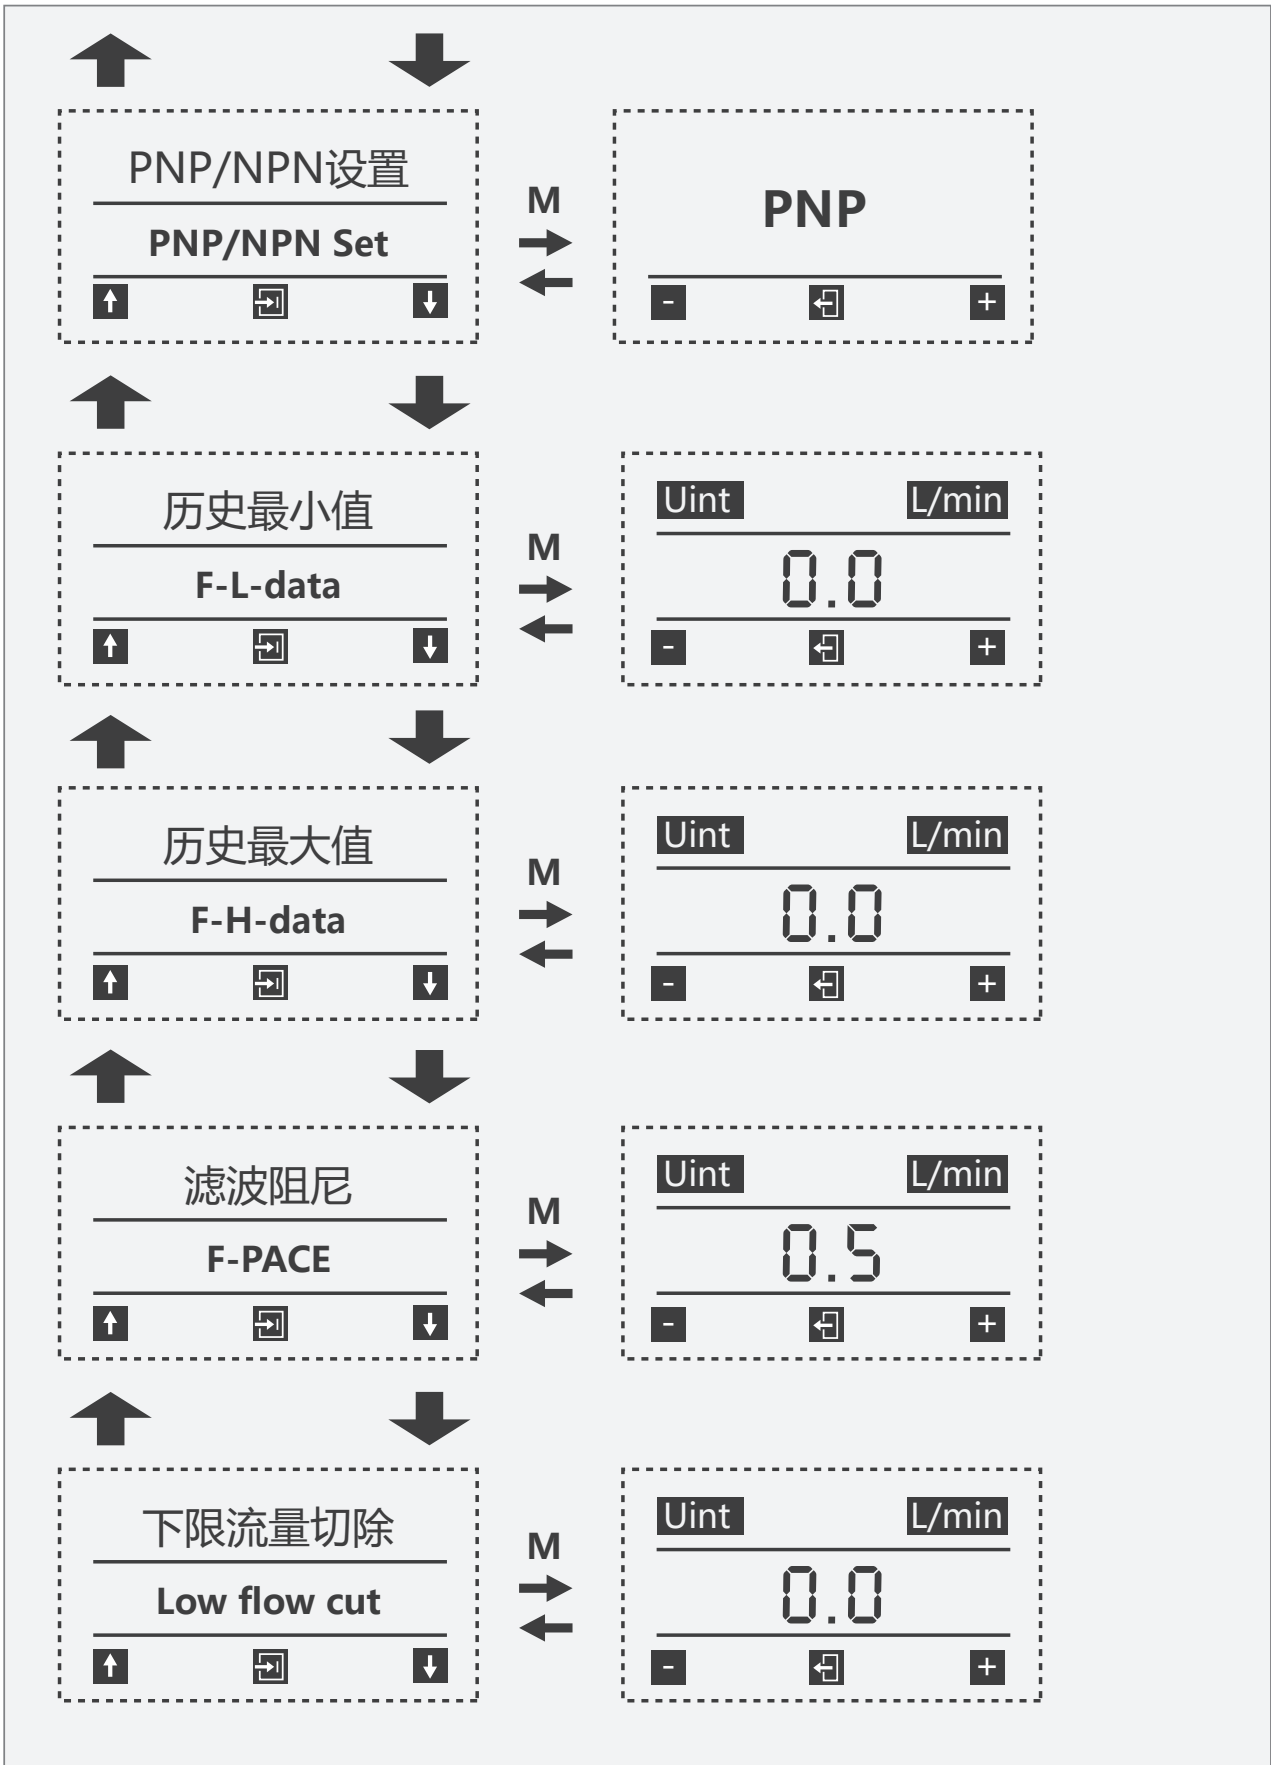 PNP/NPN设置
PNP/NPN Set
M
PNP
- +
历史最小值
F-L-data
M
Uint L/min
0.0
- +
历史最大值
F-H-data
M
Uint L/min
0.0
- +
滤波阻尼
F-PACE
M
Uint L/min
0.5
- +
下限流量切除
Low flow cut
M
Uint L/min
0.0
- +